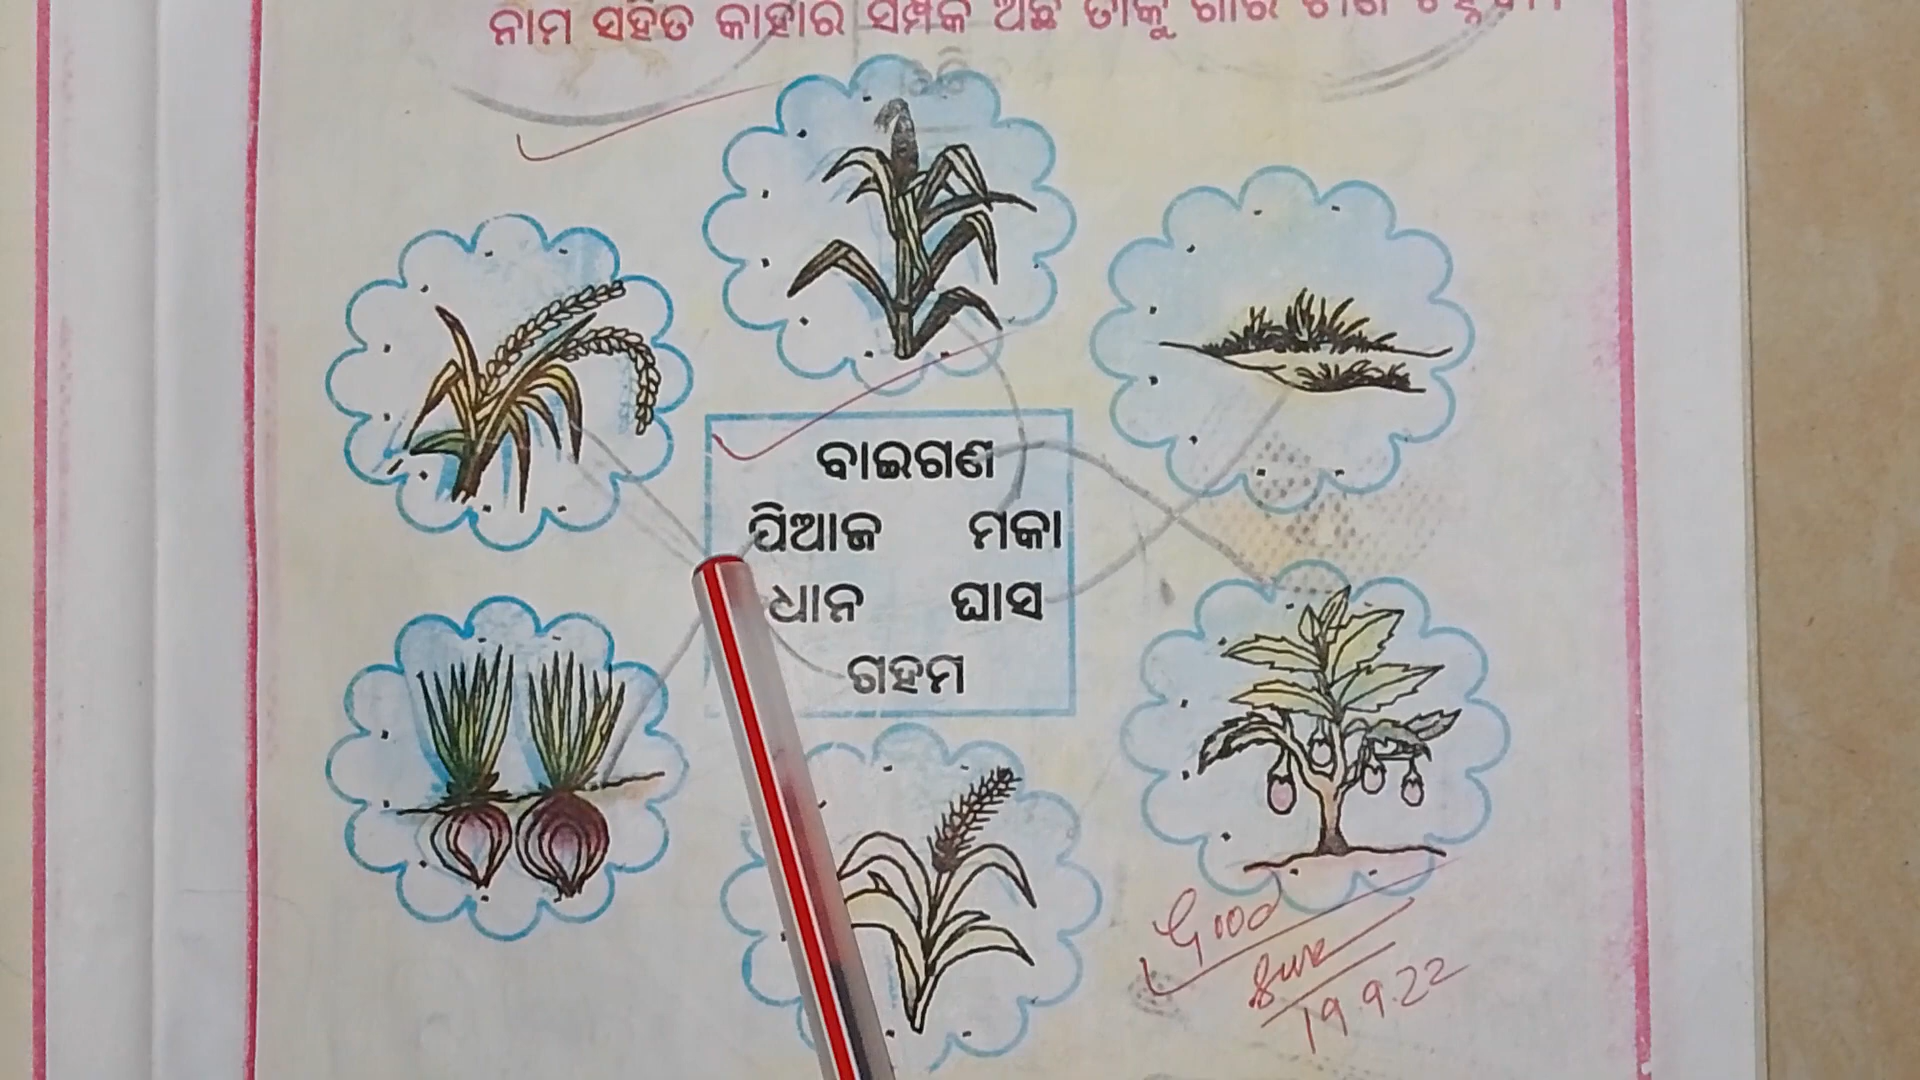 ନାମ ସହିତ କାହାର ସମ୍ପର୍କ ଅଛି ତାକୁ ଗାର ଟାଣି
ବାଇଗଣ
ପିଆଜ ମକା
ଧାନ ଘାସ
ଗହମ
Good
19.9.22